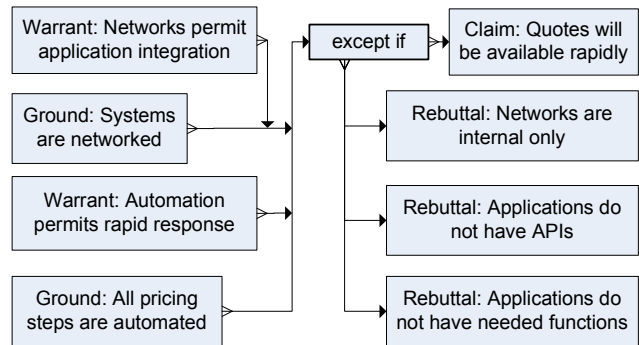 Warrant: Networks permit
application integration
Ground: Systems
are networked
Warrant: Automation
permits rapid response
Ground: All pricing
steps are automated
except if
Claim: Quotes will
be available rapidly
Rebuttal: Networks are
internal only
Rebuttal: Applications do
not have APIs
Rebuttal: Applications do
not have needed functions